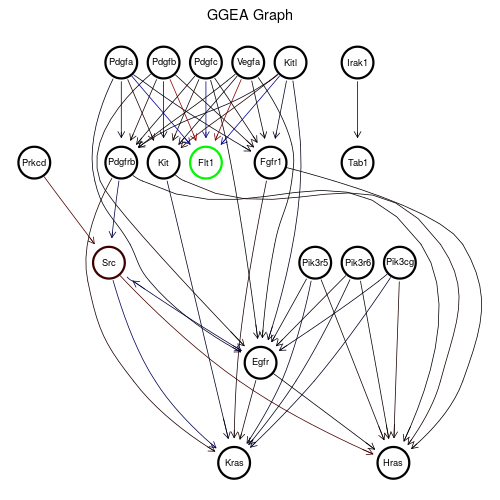 GGEA Graph
Pdgfa Pdgfb Pdgfc Vegfa Kitl Irak1
Prkcd Pdgfrb Kit Flt1 Fgfr1 Tab1
Src Pik3r5 Pik3r6 Pik3cg
Egfr
Kras Hras